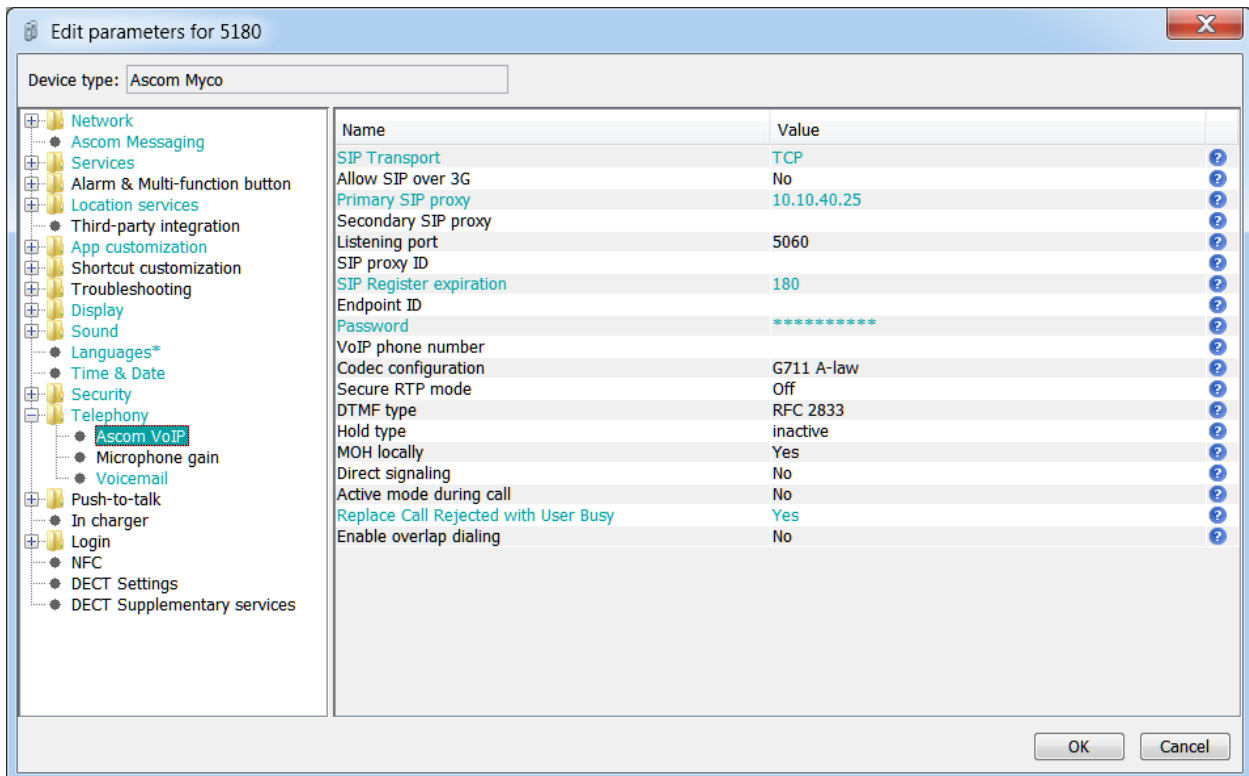 Edit parameters for 5180
X
Device type: Ascom Myco
Network
Ascom Messaging
Services
Alarm & Multi-function button
Location services
Third-party integration
App customization
Shortcut customization
Troubleshooting
Display
Sound
Languages*
Time & Date
Security
Telephony
Ascom VoIP
Microphone gain
Voicemail
Push-to-talk
In charger
Login
NFC
DECT Settings
DECT Supplementary services
Name Value
SIP Transport TCP ?
Allow SIP over 3G No ?
Primary SIP proxy 10.10.40.25 ?
Secondary SIP proxy ?
Listening port 5060 ?
SIP proxy ID ?
SIP Register expiration 180 ?
Endpoint ID ?
Password ********** ?
VoIP phone number ?
Codec configuration G711 A-law ?
Secure RTP mode Off ?
DTMF type RFC 2833 ?
Hold type inactive ?
MOH locally Yes ?
Direct signaling No ?
Active mode during call No ?
Replace Call Rejected with User Busy Yes ?
Enable overlap dialing No ?
OK Cancel